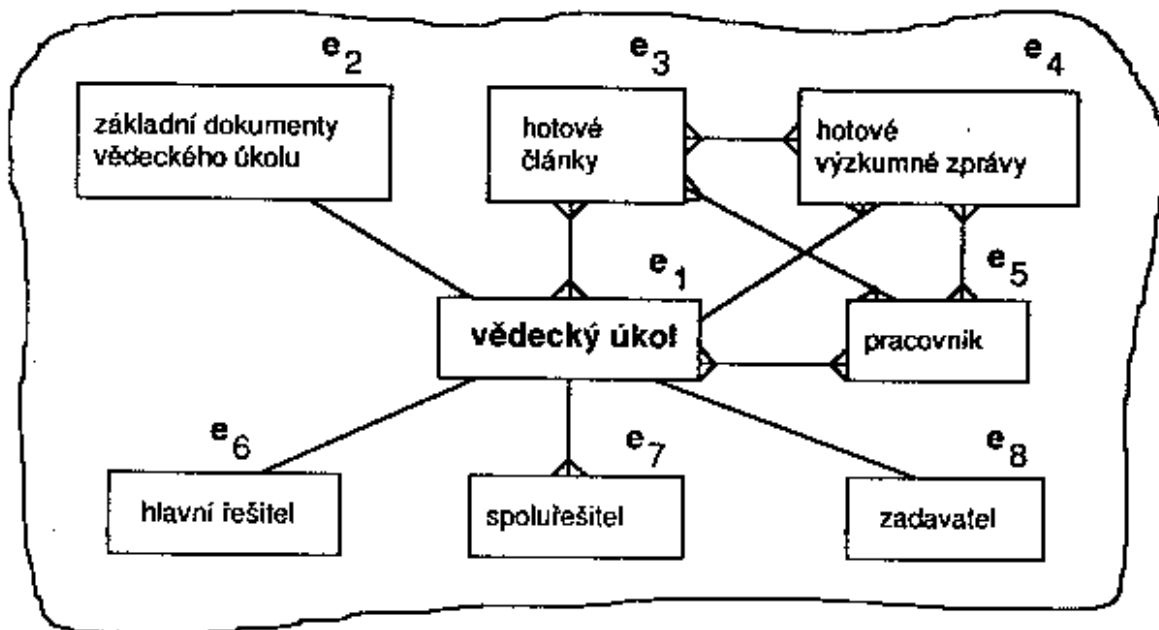 e2
e3
e4
základní dokumenty
vědeckého úkolu
hotové
články
hotové
výzkumné zprávy
e1
e5
vědecký úkol
pracovník
e6
e7
e8
hlavní řešitel
spoluřešitel
zadavatel